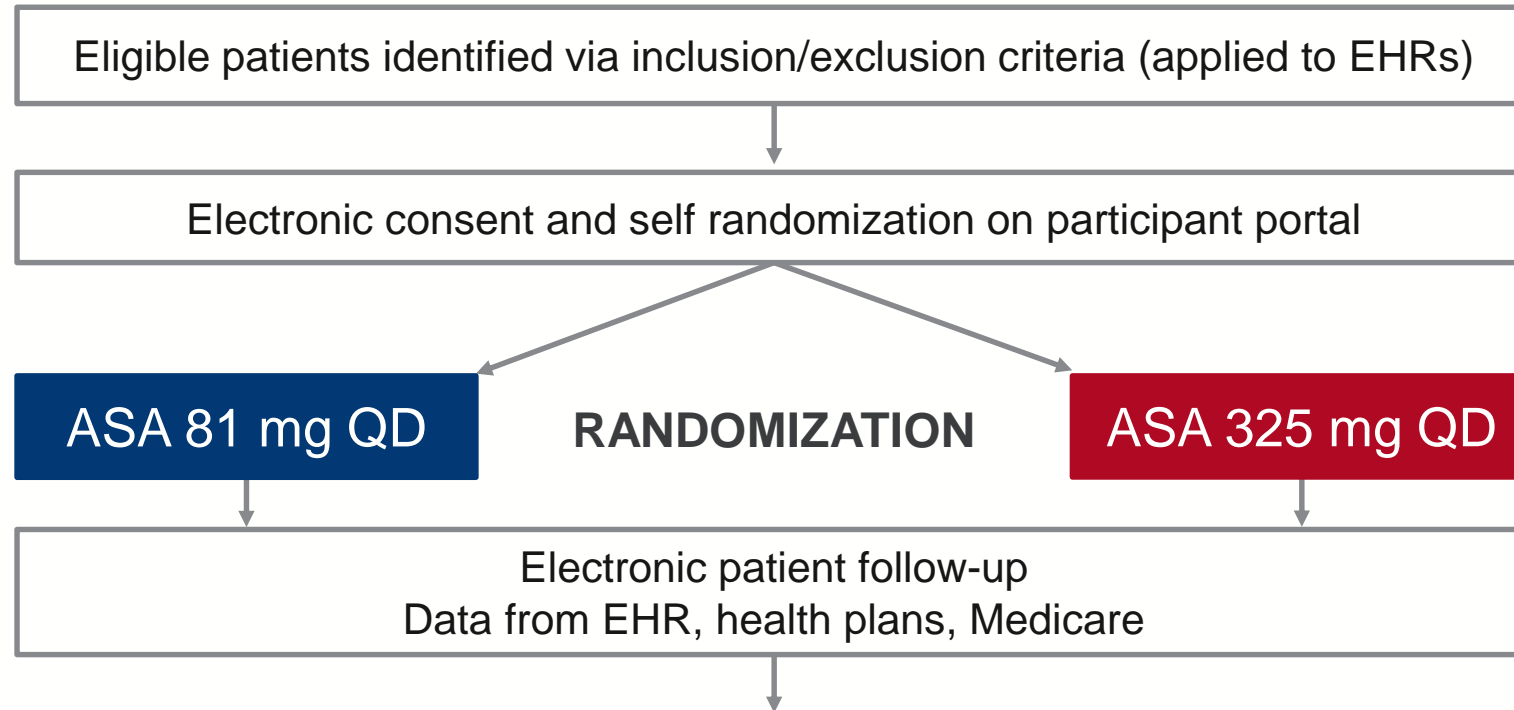 Eligible patients identified via inclusion/exclusion criteria (applied to EHRs)
Electronic consent and self randomization on participant portal
ASA 81 mg QD
RANDOMIZATION
ASA 325 mg QD
Electronic patient follow-up
Data from EHR, health plans, Medicare